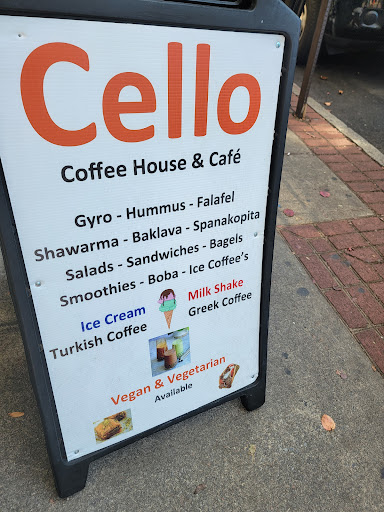 Cello
Coffee House & Café
Gyro - Hummus - Falafel
Shawarma - Baklava - Spanakopita
Salads - Sandwiches - Bagels
Smoothies - Boba - Ice Coffee's
Ice Cream Milk Shake
Turkish Coffee Greek Coffee
Vegan & Vegetarian
Available